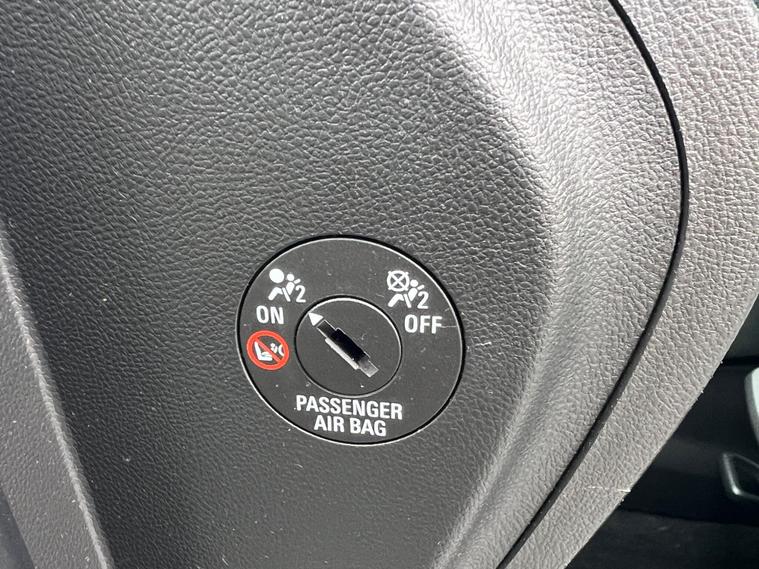 2 2
ON OFF
PASSENGER
AIR BAG